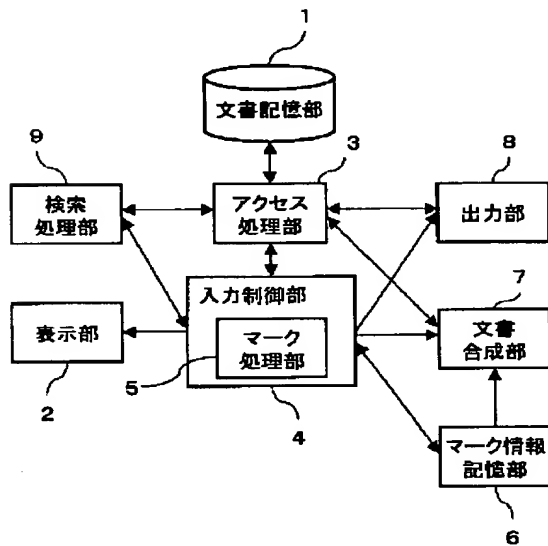 1
文書記憶部
9
3
8
検索
処理部
アクセス
処理部
出力部
入力制御部
7
表示部
マーク
処理部
文書
合成部
5
2
4
マーク情報
記憶部
6